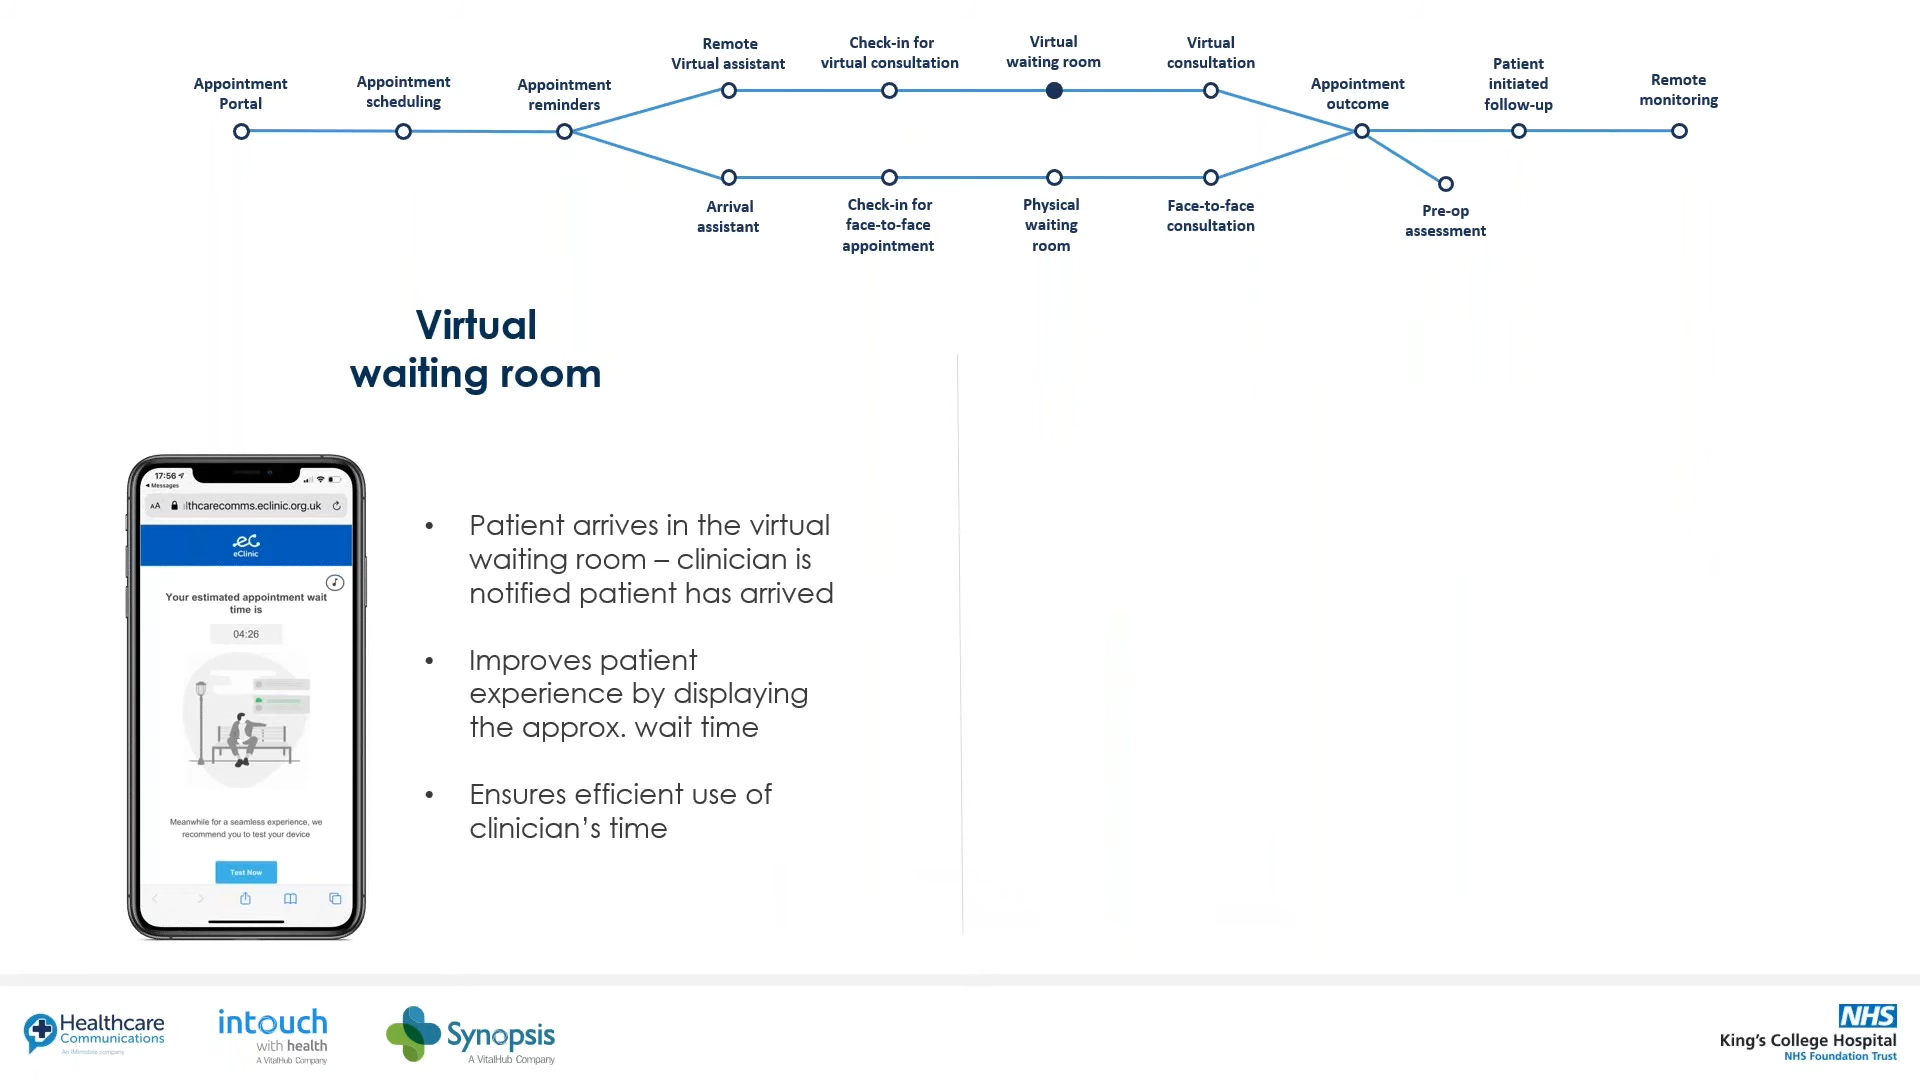 Appointment
Portal
Appointment
scheduling
Appointment
reminders
Remote
Virtual assistant
Check-in for
virtual consultation
Virtual
waiting room
Virtual
consultation
Arrival
assistant
Check-in for
face-to-face
appointment
Physical
waiting
room
Face-to-face
consultation
Appointment
outcome
Patient
initiated
follow-up
Remote
monitoring
Pre-op
assessment
Virtual
waiting room
17:56
Messages
AA lthcarecomms.eclinic.org.uk
ec
eClinic
Your estimated appointment wait
time is
04:26
Meanwhile for a seamless experience, we
recommend you to test your device
Test Now
• Patient arrives in the virtual
waiting room – clinician is
notified patient has arrived
• Improves patient
experience by displaying
the approx. wait time
• Ensures efficient use of
clinician's time
Healthcare
Communications
intouch
with health
A VitalHub Company
Synopsis
A VitalHub Company
NHS
King's College Hospital
NHS Foundation Trust